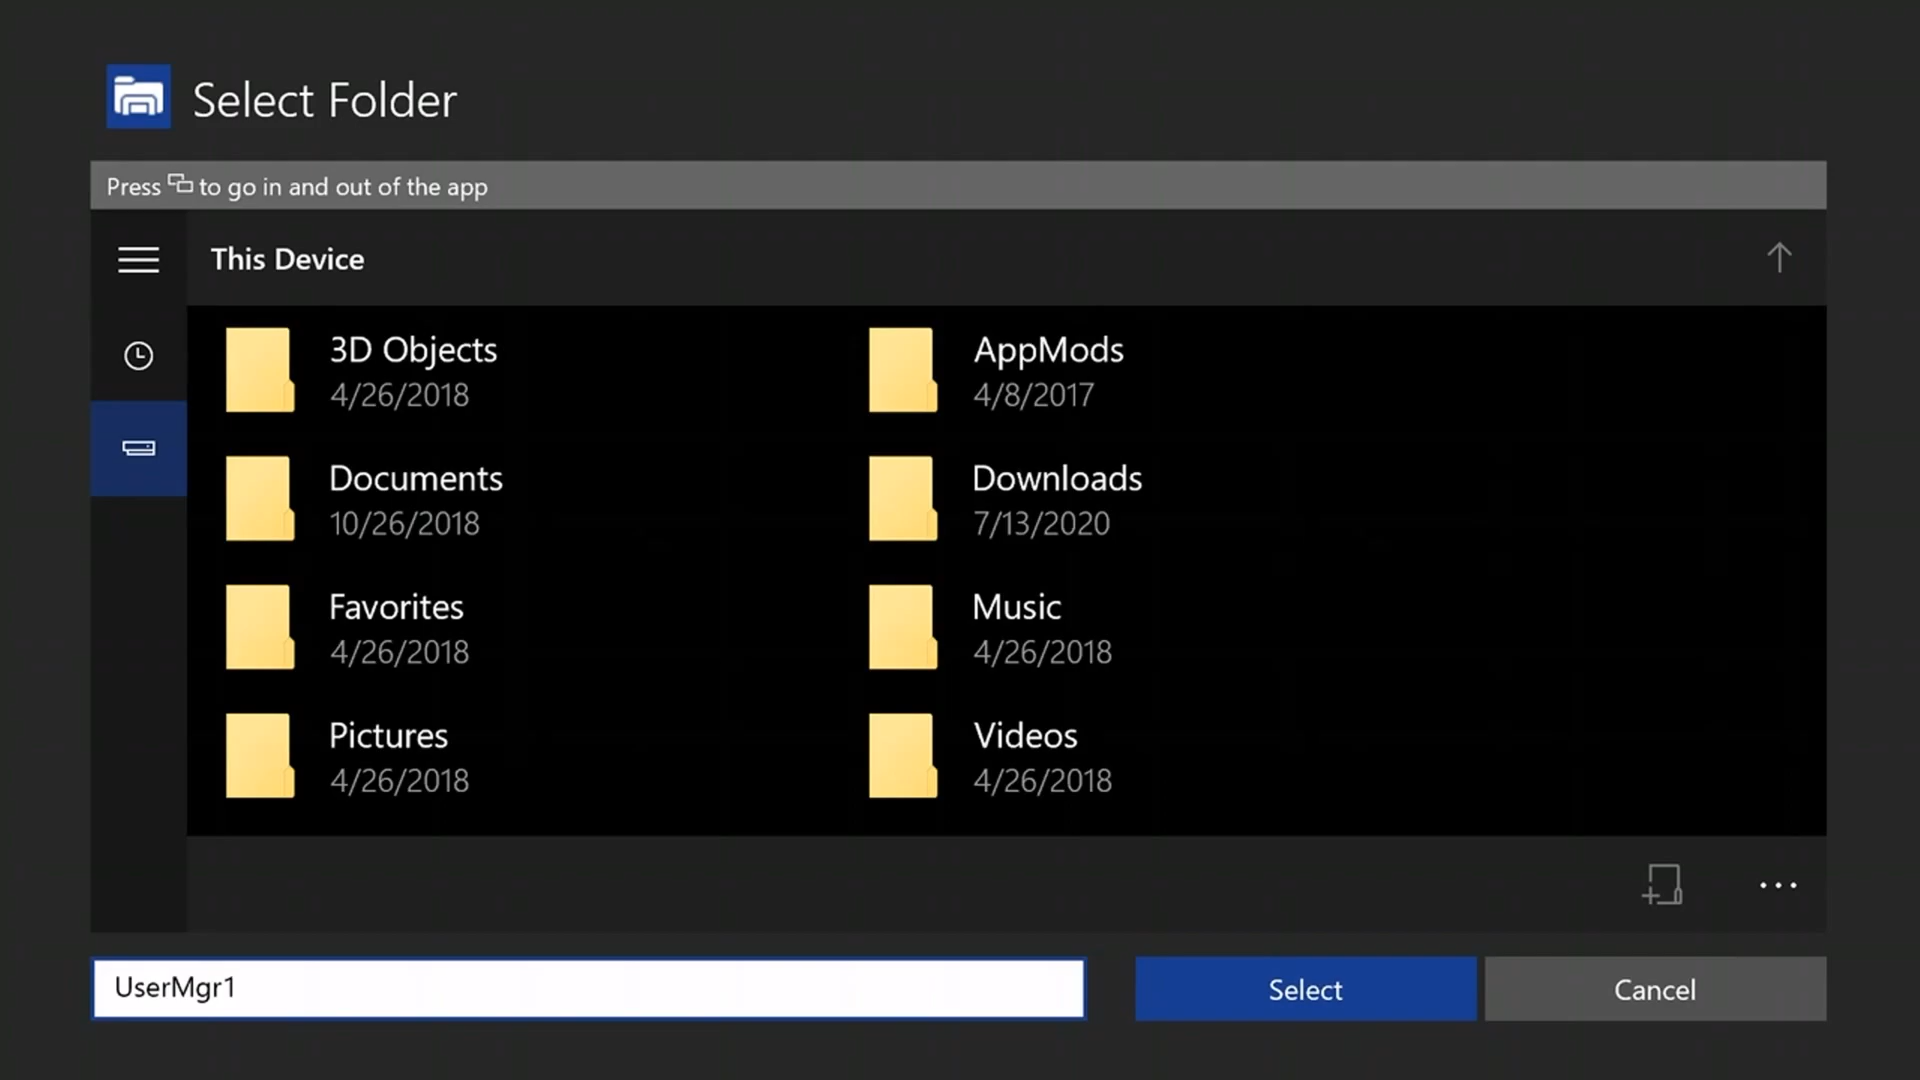 Select Folder
Press to go in and out of the app
This Device
3D Objects
4/26/2018
AppMods
4/8/2017
Documents
10/26/2018
Downloads
7/13/2020
Favorites
4/26/2018
Music
4/26/2018
Pictures
4/26/2018
Videos
4/26/2018
UserMgr1
Select
Cancel